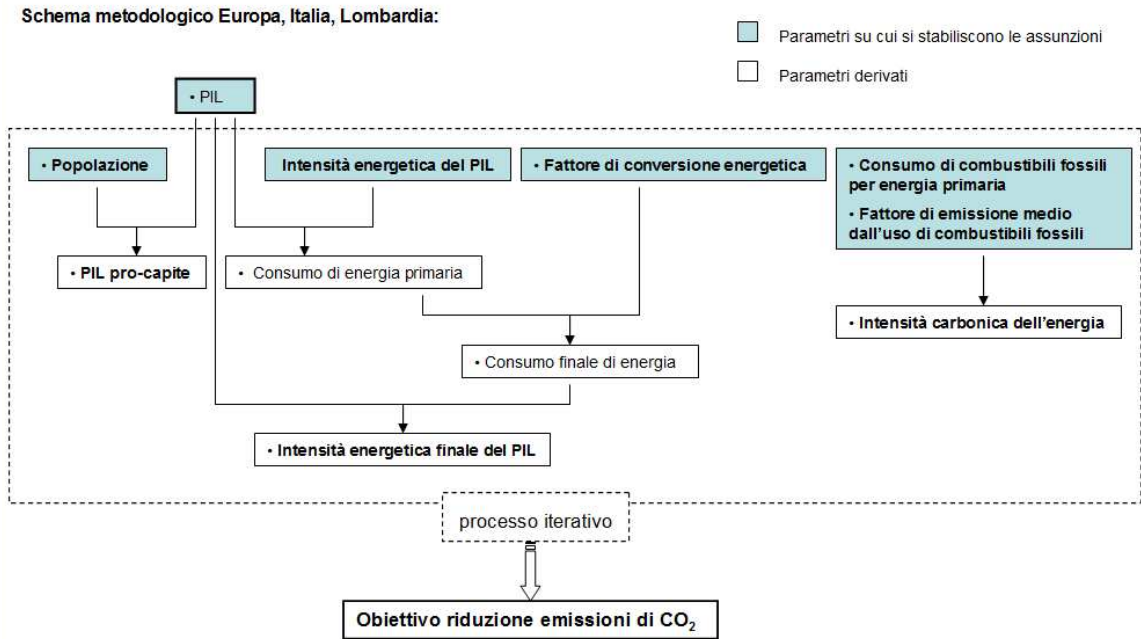 Schema metodologico Europa, Italia, Lombardia:
Parametri su cui si stabiliscono le assunzioni
Parametri derivati
• PIL
• Popolazione
Intensità energetica del PIL
• Fattore di conversione energetica
• Consumo di combustibili fossili
per energia primaria
• Fattore di emissione medio
dall'uso di combustibili fossili
• PIL pro-capite
• Consumo di energia primaria
• Intensità carbonica dell'energia
• Consumo finale di energia
• Intensità energetica finale del PIL
processo iterativo
Obiettivo riduzione emissioni di CO₂